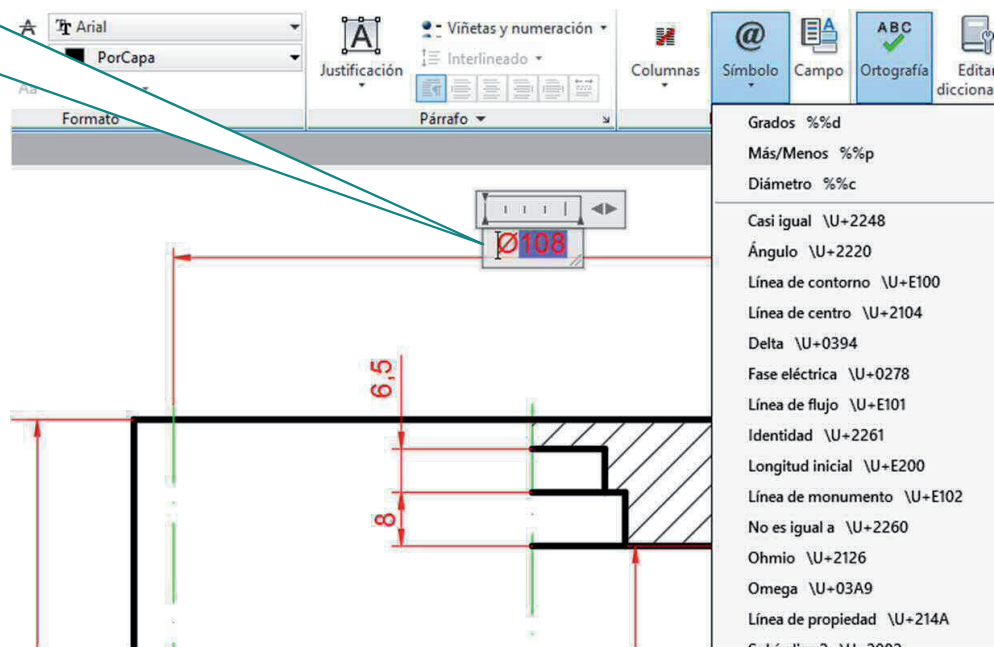 Arial
PorCapa
Aa
Formato
A
Justificación
Viñetas y numeración
Interlineado
Párrafo
Columnas
@
Símbolo
Campo
ABC
Ortografía
Editar
Grados %%d
Más/Menos %%p
Diámetro %%c
Casi igual \U+2248
Ángulo \U+2220
Línea de contorno \U+E100
Línea de centro \U+2104
Delta \U+0394
Fase eléctrica \U+0278
Línea de flujo \U+E101
Identidad \U+2261
Longitud inicial \U+E200
Línea de monumento \U+E102
No es igual a \U+2260
Ohmio \U+2126
Omega \U+03A9
Línea de propiedad \U+214A
Ø108
6,5
8